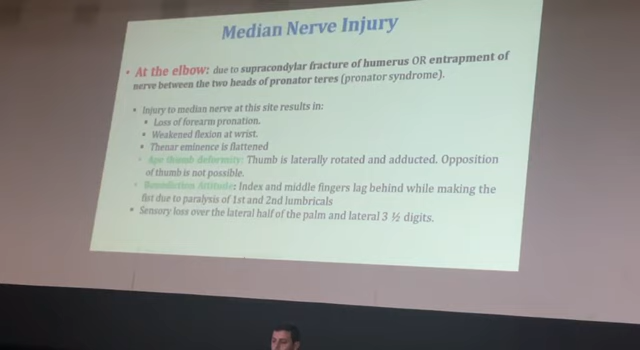 Median Nerve Injury
• At the elbow: due to supracondylar fracture of humerus OR entrapment of
nerve between the two heads of pronator teres (pronator syndrome).
• Injury to median nerve at this site results in:
• Loss of forearm pronation.
• Weakened flexion at wrist.
• Thenar eminence is flattened
• Ape thumb deformity: Thumb is laterally rotated and adducted. Opposition
of thumb is not possible.
• Benediction Attitude: Index and middle fingers lag behind while making the
fist due to paralysis of 1st and 2nd lumbricals
• Sensory loss over the lateral half of the palm and lateral 3 ½ digits.